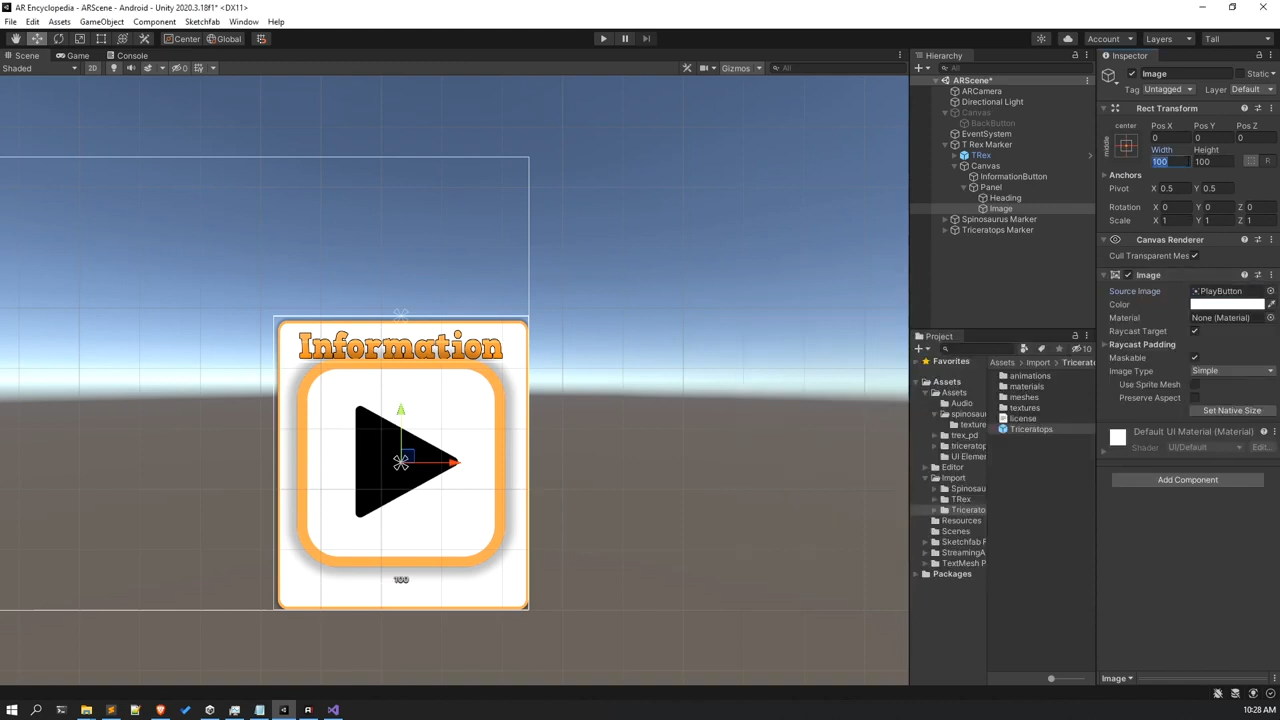 AR Encyclopedia - ARScene - Android - Unity 2020.3.18f1* <DX11>
File Edit Assets GameObject Component Sketchfab Window Help
Center Global Account Layers Tall
Scene Game Console
Shaded 2D 0 Gizmos All
Information
100
Hierarchy
All
ARScene*
ARCamera
Directional Light
Canvas
BackButton
EventSystem
T Rex Marker
TRex
Canvas
InformationButton
Panel
Heading
Image
Spinosaurus Marker
Triceratops Marker
Project
10
Favorites
Assets
Assets
Audio
spinosau
texture
trex_pd
triceratop
UI Elemer
Editor
Import
Spinosau
TRex
Tricerato
Resources
Scenes
Sketchfab F
StreamingA
TextMesh P
Packages
Assets Import Tricerat
animations
materials
meshes
textures
license
Triceratops
Inspector
Image Static
Tag Untagged Layer Default
Rect Transform
center
middle
Pos X Pos Y Pos Z
0 0 0
Width Height
100 100 R
Anchors
Pivot X 0.5 Y 0.5
Rotation X 0 Y 0 Z 0
Scale X 1 Y 1 Z 1
Canvas Renderer
Cull Transparent Mes
Image
Source Image PlayButton
Color
Material None (Material)
Raycast Target
Raycast Padding
Maskable
Image Type Simple
Use Sprite Mesh
Preserve Aspect
Set Native Size
Default UI Material (Material)
Shader UI/Default Edit...
Add Component
Image
10:28 AM